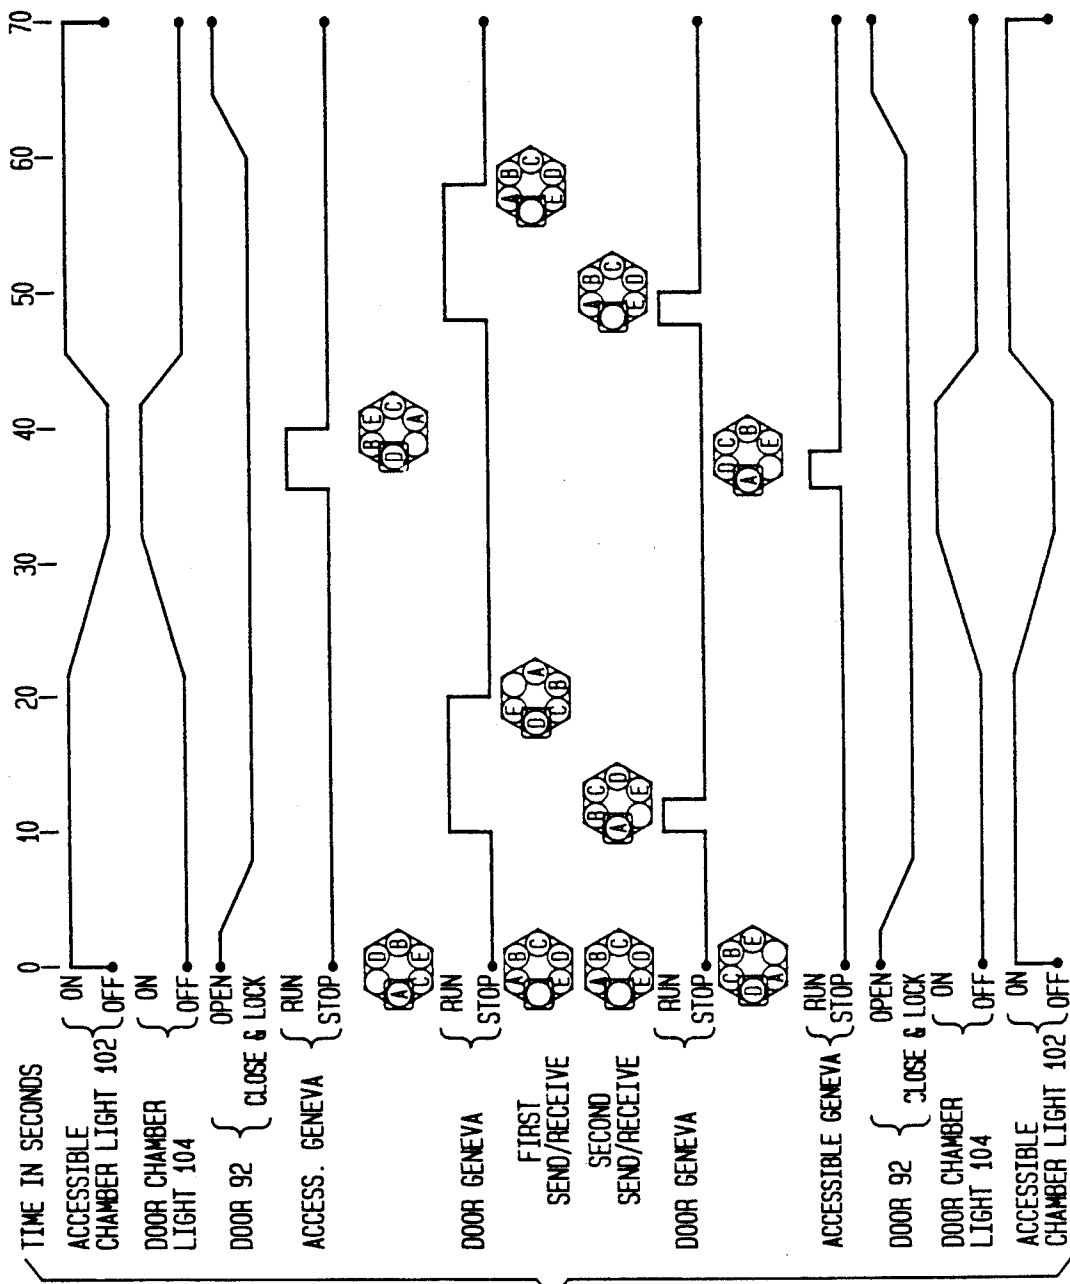 TIME IN SECONDS 0 10 20 30 40 50 60 70
ACCESSIBLE
CHAMBER LIGHT 102
ON
OFF
DOOR CHAMBER
LIGHT 104
ON
OFF
DOOR 92
OPEN
CLOSE & LOCK
ACCESS. GENEVA
RUN
STOP
D B E
A B D C
C E A
DOOR GENEVA
RUN
STOP
FIRST
SEND/RECEIVE
A B E A B
C D A C
E D C B E D
SECOND
SEND/RECEIVE
A B B C A B
C A D C
E D E E D
DOOR GENEVA
RUN
STOP
C B D C
D E A B
A E
ACCESSIBLE GENEVA
RUN
STOP
DOOR 92
OPEN
CLOSE & LOCK
DOOR CHAMBER
LIGHT 104
ON
OFF
ACCESSIBLE
CHAMBER LIGHT 102
ON
OFF